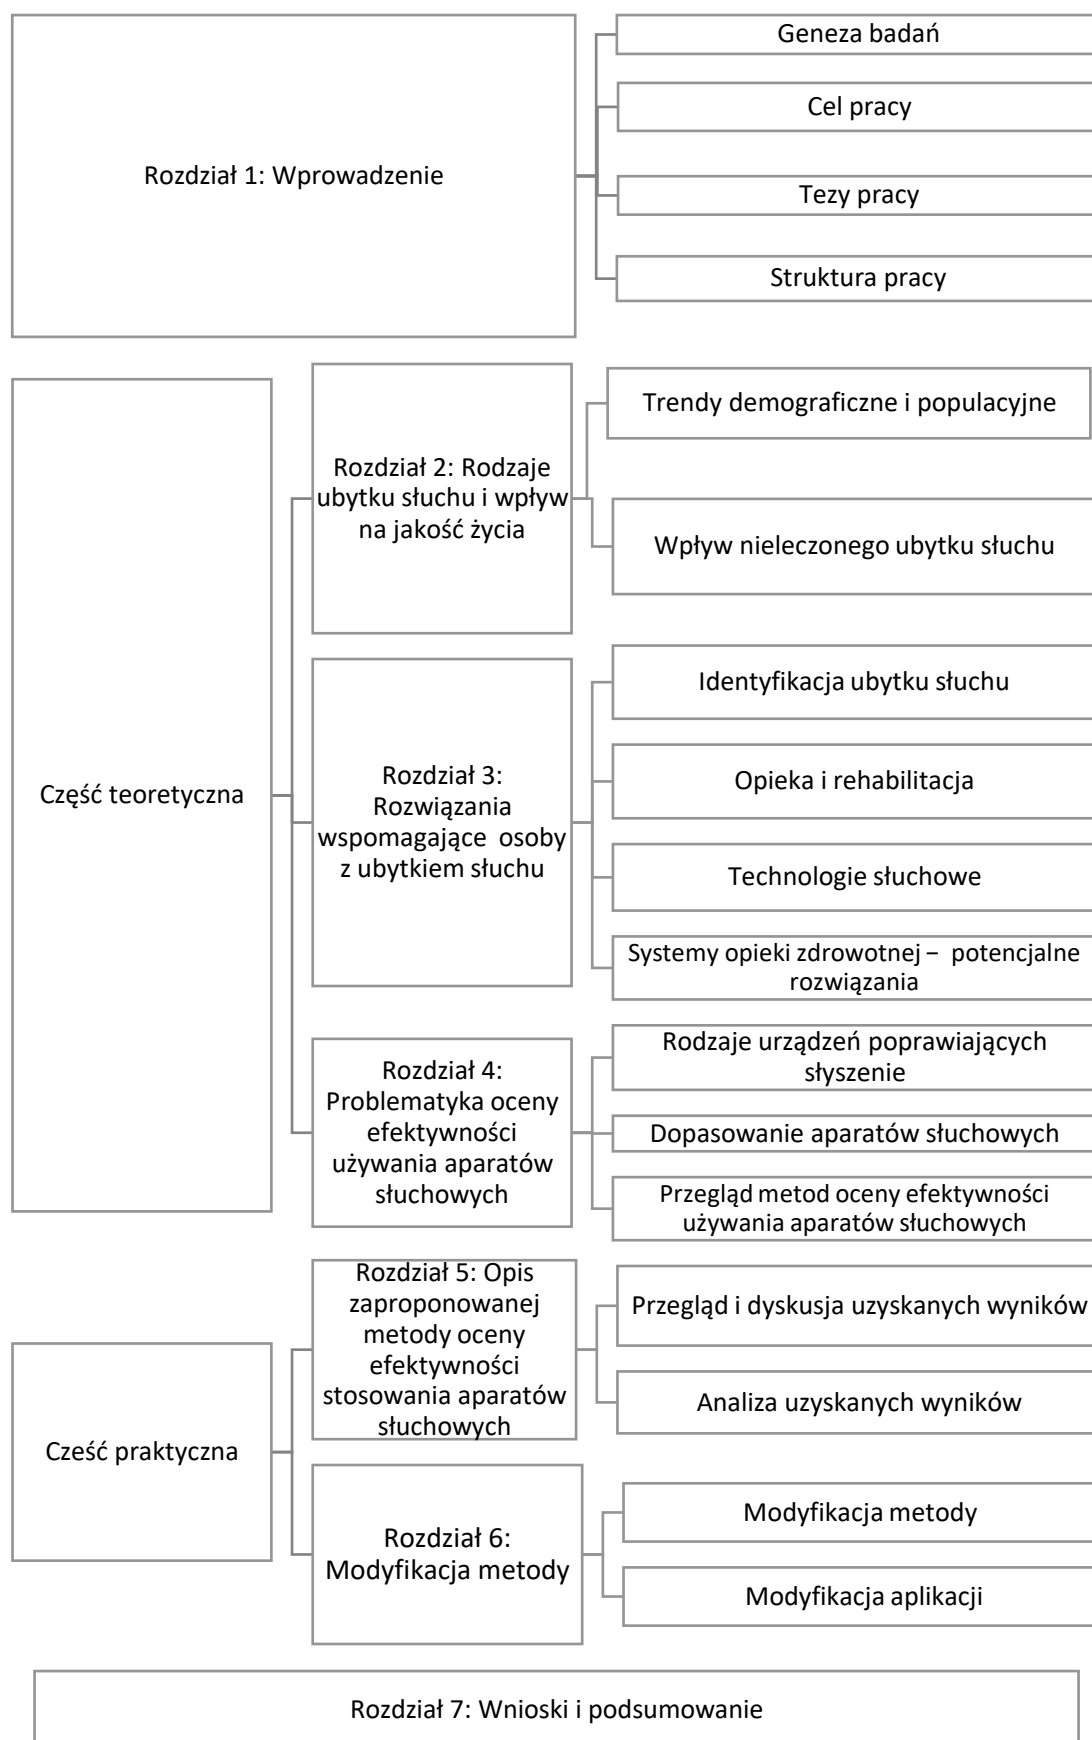 Rozdział 1: Wprowadzenie
Geneza badań
Cel pracy
Tezy pracy
Struktura pracy
Część teoretyczna
Rozdział 2: Rodzaje
ubytku słuchu i wpływ
na jakość życia
Trendy demograficzne i populacyjne
Wpływ nieleczonego ubytku słuchu
Rozdział 3:
Rozwiązania
wspomagające  osoby
z ubytkiem słuchu
Identyfikacja ubytku słuchu
Opieka i rehabilitacja
Technologie słuchowe
Systemy opieki zdrowotnej –  potencjalne
rozwiązania
Rozdział 4:
Problematyka oceny
efektywności
używania aparatów
słuchowych
Rodzaje urządzeń poprawiających
słyszenie
Dopasowanie aparatów słuchowych
Przegląd metod oceny efektywności
używania aparatów słuchowych
Cześć praktyczna
Rozdział 5: Opis
zaproponowanej
metody oceny
efektywności
stosowania aparatów
słuchowych
Przegląd i dyskusja uzyskanych wyników
Analiza uzyskanych wyników
Rozdział 6:
Modyfikacja metody
Modyfikacja metody
Modyfikacja aplikacji
Rozdział 7: Wnioski i podsumowanie